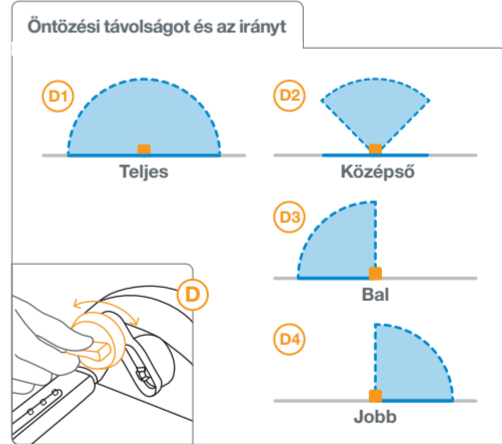 Öntözési távolságot és az irányt
D1
Teljes
D2
Középső
D3
Bal
D
D4
Jobb